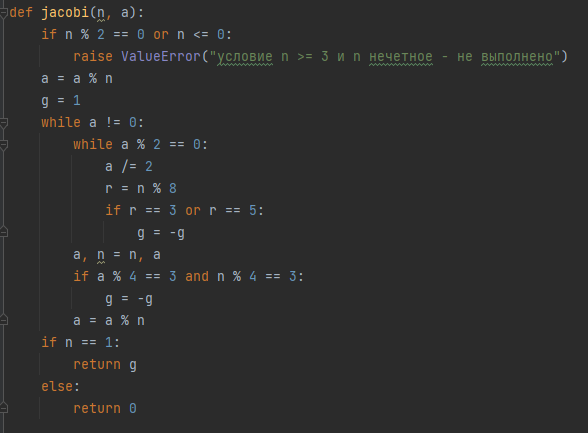 def jacobi(n, a):
    if n % 2 == 0 or n <= 0:
        raise ValueError("условие n >= 3 и n нечетное - не выполнено")
    a = a % n
    g = 1
    while a != 0:
        while a % 2 == 0:
            a /= 2
            r = n % 8
            if r == 3 or r == 5:
                g = -g
        a, n = n, a
        if a % 4 == 3 and n % 4 == 3:
            g = -g
        a = a % n
    if n == 1:
        return g
    else:
        return 0